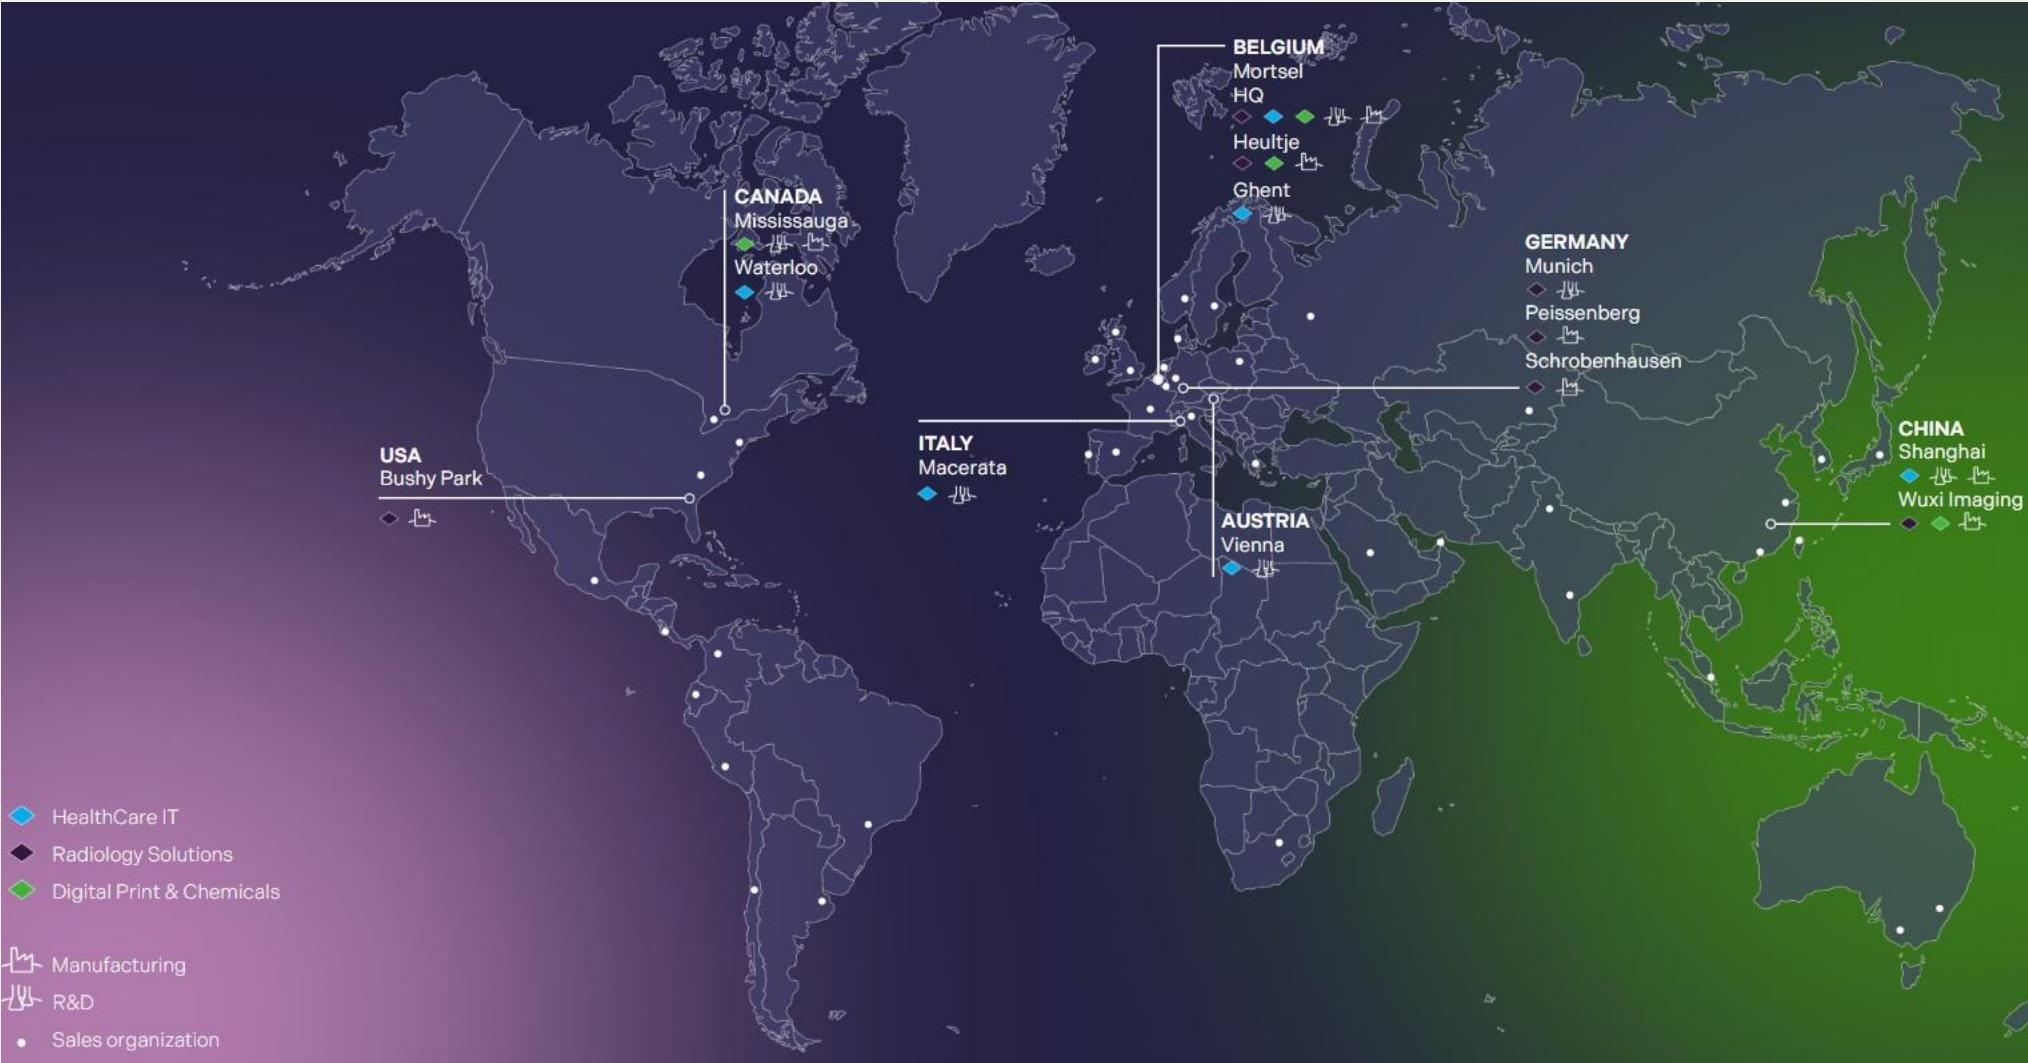 BELGIUM
Mortsel
HQ
Heultje
Ghent
CANADA
Mississauga
Waterloo
GERMANY
Munich
Peissenberg
Schrobenhausen
USA
Bushy Park
ITALY
Macerata
CHINA
Shanghai
Wuxi Imaging
AUSTRIA
Vienna
HealthCare IT
Radiology Solutions
Digital Print & Chemicals
Manufacturing
R&D
Sales organization